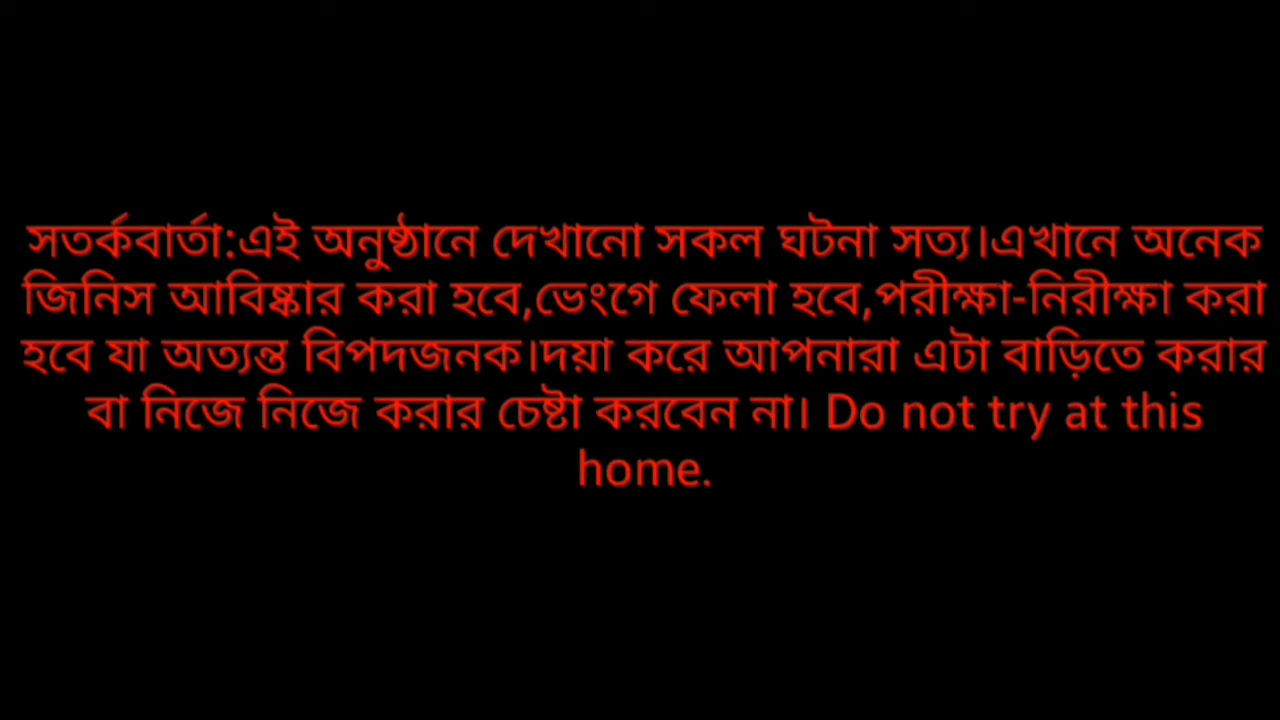 সতর্কবার্তা:এই অনুষ্ঠানে দেখানো সকল ঘটনা সত্য।এখানে অনেক
জিনিস আবিষ্কার করা হবে,ভেংগে ফেলা হবে,পরীক্ষা-নিরীক্ষা করা
হবে যা অত্যন্ত বিপদজনক।দয়া করে আপনারা এটা বাড়িতে করার
বা নিজে নিজে করার চেষ্টা করবেন না। Do not try at this
home.